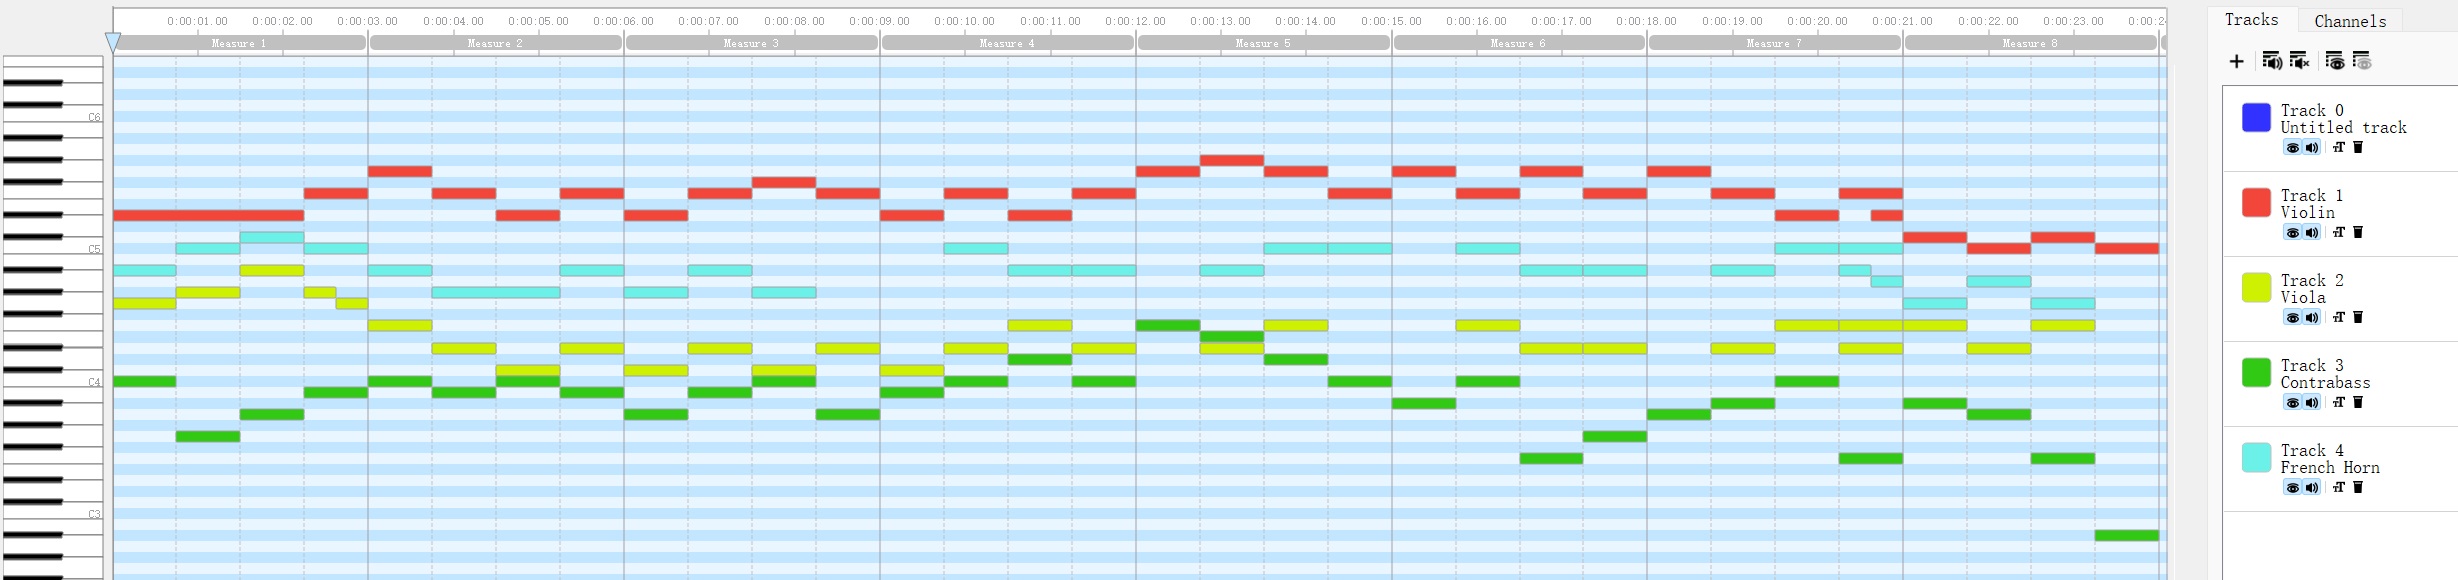 0:00:01.00 0:00:02.00 0:00:03.00 0:00:04.00 0:00:05.00 0:00:06.00 0:00:07.00 0:00:08.00 0:00:09.00 0:00:10.00 0:00:11.00 0:00:12.00 0:00:13.00 0:00:14.00 0:00:15.00 0:00:16.00 0:00:17.00 0:00:18.00 0:00:19.00 0:00:20.00 0:00:21.00 0:00:22.00 0:00:23.00 0:00:24
Measure 1 Measure 2 Measure 3 Measure 4 Measure 5 Measure 6 Measure 7 Measure 8
C6
C5
C4
C3
Tracks Channels
Track 0
Untitled track
Track 1
Violin
Track 2
Viola
Track 3
Contrabass
Track 4
French Horn